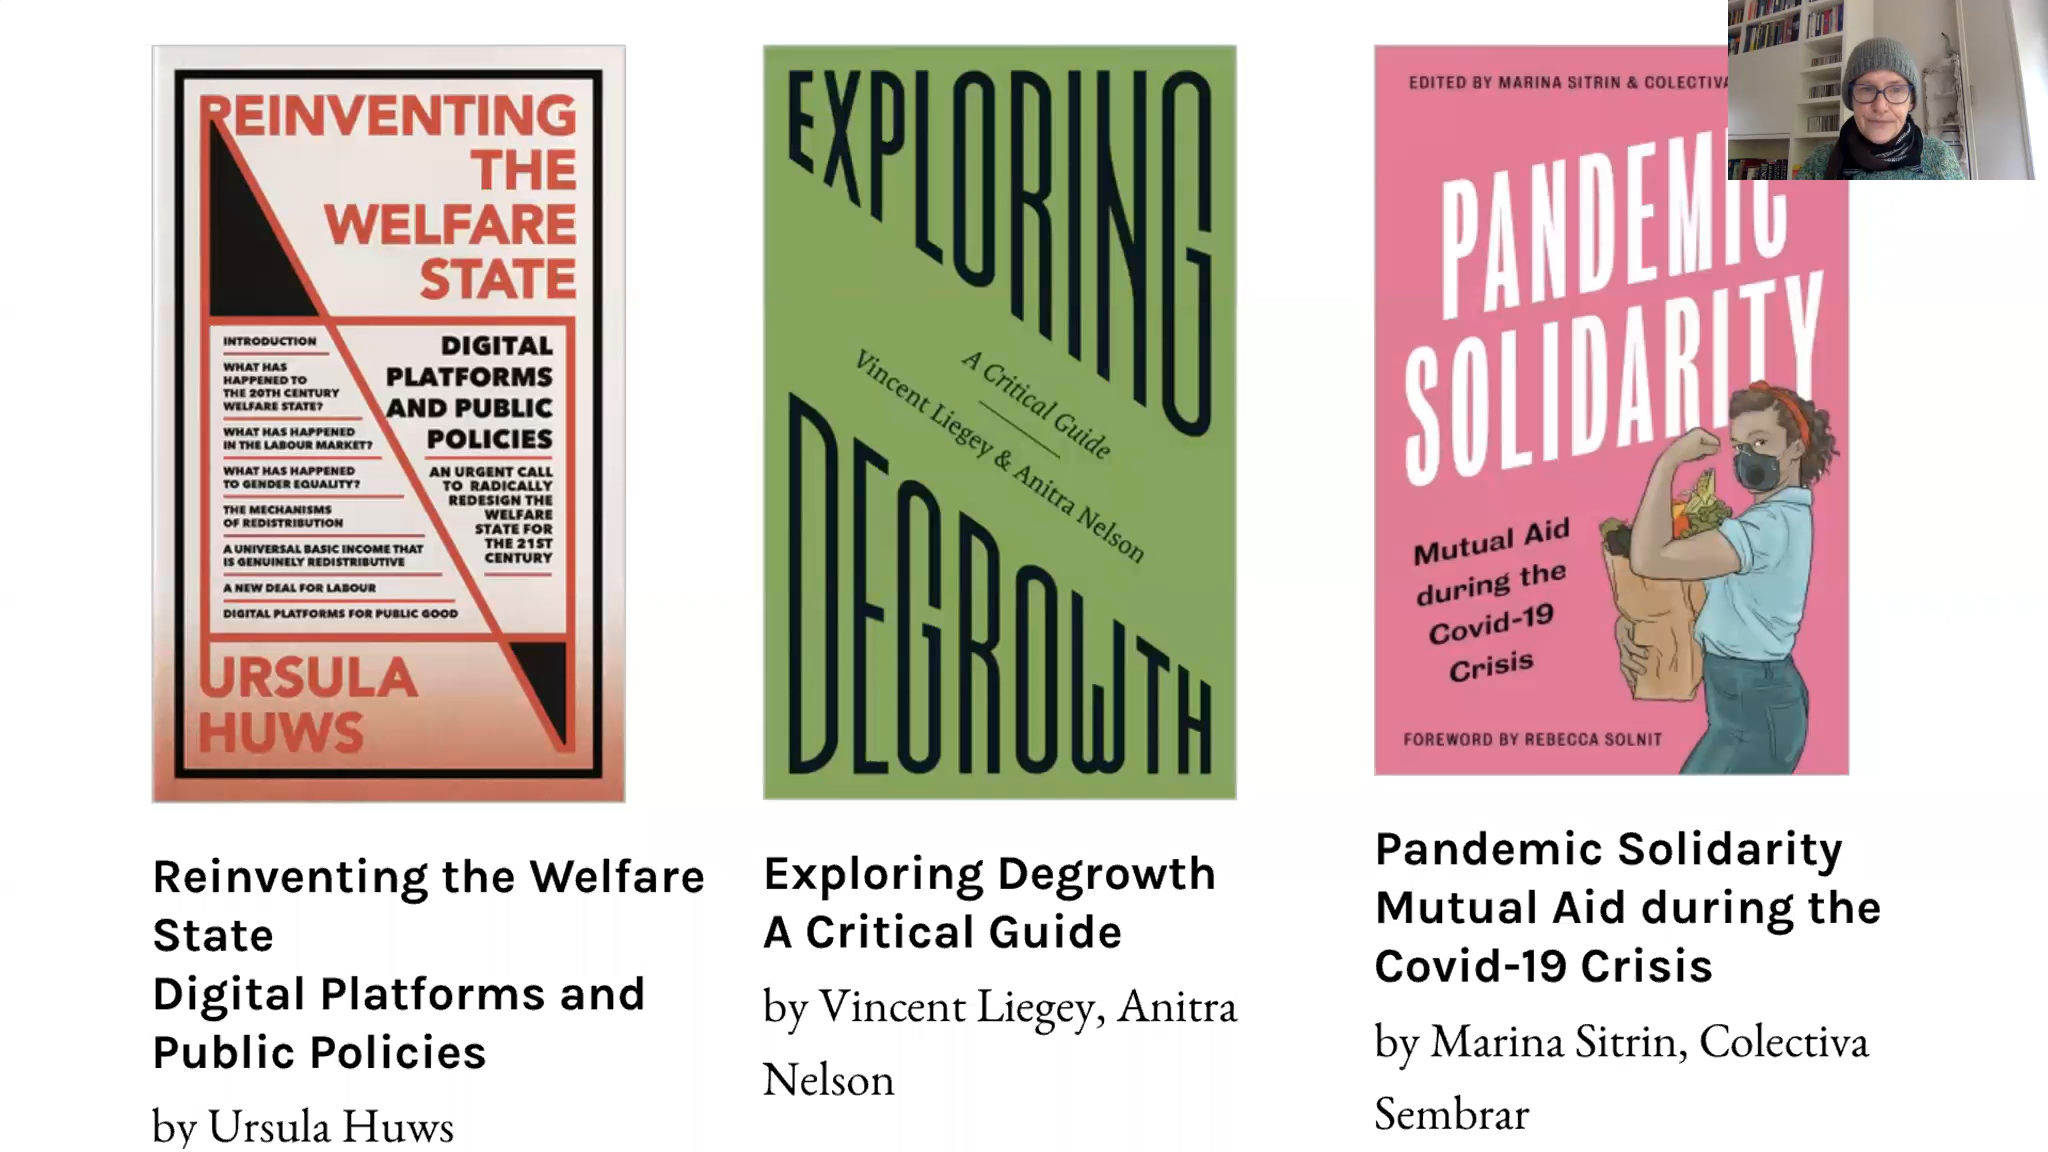 REINVENTING
THE
WELFARE
STATE
INTRODUCTION
WHAT HAS
HAPPENED TO
THE 20TH CENTURY
WELFARE STATE?
WHAT HAS HAPPENED
IN THE LABOUR MARKET?
WHAT HAS HAPPENED
TO GENDER EQUALITY?
THE MECHANISMS
OF REDISTRIBUTION
A UNIVERSAL BASIC INCOME THAT
IS GENUINELY REDISTRIBUTIVE
A NEW DEAL FOR LABOUR
DIGITAL PLATFORMS FOR PUBLIC GOOD
DIGITAL
PLATFORMS
AND PUBLIC
POLICIES
AN URGENT CALL
TO RADICALLY
REDESIGN THE
WELFARE
STATE FOR
THE 21ST
CENTURY
URSULA
HUWS
Reinventing the Welfare
State
Digital Platforms and
Public Policies
by Ursula Huws
EXPLORING
A Critical Guide
Vincent Liegey & Anitra Nelson
DEGROWTH
Exploring Degrowth
A Critical Guide
by Vincent Liegey, Anitra
Nelson
EDITED BY MARINA SITRIN & COLECTIVA
PANDEMIC
SOLIDARITY
Mutual Aid
during the
Covid-19
Crisis
FOREWORD BY REBECCA SOLNIT
Pandemic Solidarity
Mutual Aid during the
Covid-19 Crisis
by Marina Sitrin, Colectiva
Sembrar